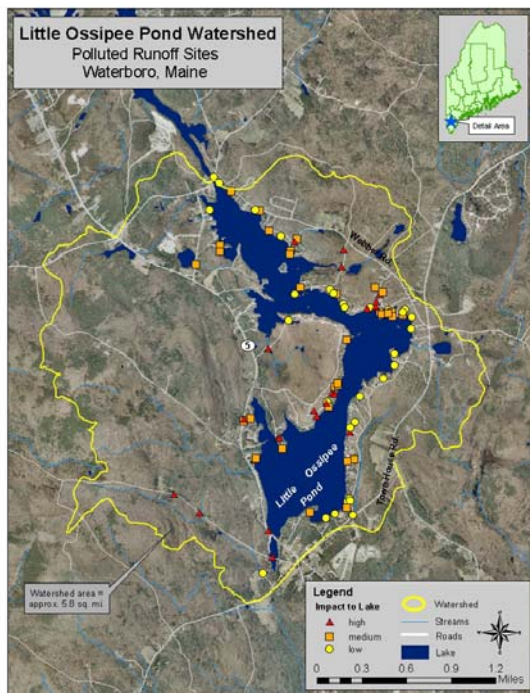 Little Ossipee Pond Watershed
Polluted Runoff Sites
Waterboro, Maine
Detail Area
Webber Rd
5
Little Ossipee
Pond
Townhouse Rd
Watershed area =
approx. 5.8 sq. mi
Legend
Impact to Lake
high
medium
low
Watershed
Streams
Roads
Lake
0 0.3 0.6 0.9 1.2
Miles